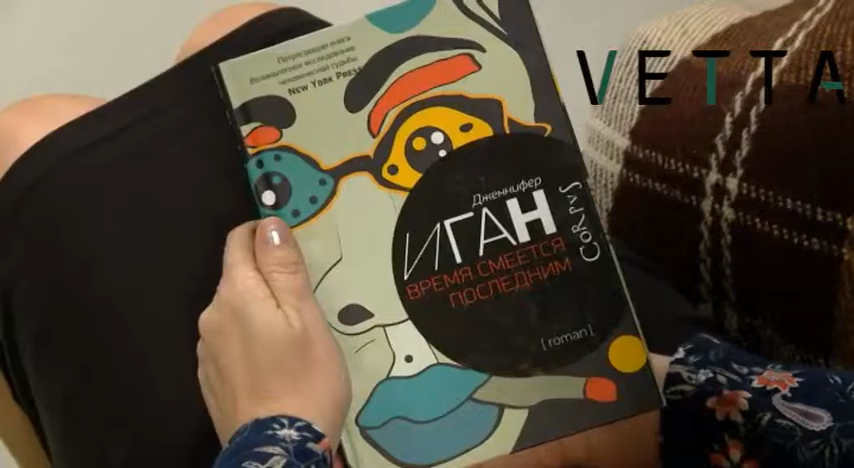 Потрясающая книга
Великолепное исследование
человеческой судьбы
NEW YORK PRESS
VETTA
Дженнифер
ИГАН
ВРЕМЯ СМЕЕТСЯ
ПОСЛЕДНИМ
CORPUS
[roman]